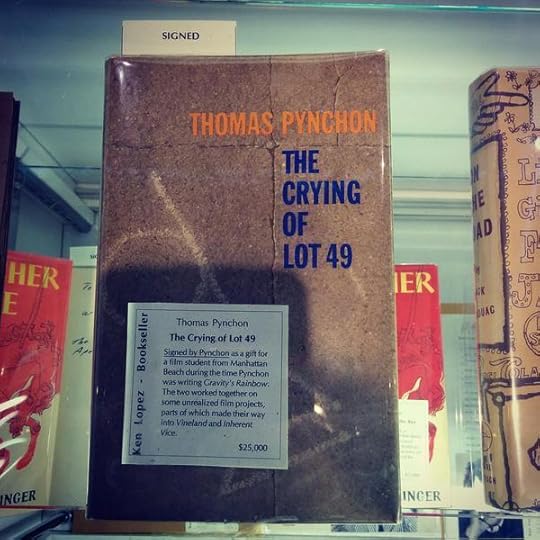 SIGNED
THOMAS PYNCHON
THE
CRYING
OF
LOT 49
Ken Lopez - Bookseller
Thomas Pynchon
The Crying of Lot 49
Signed by Pynchon as a gift for
a film student from Manhattan
Beach during the time Pynchon
was writing Gravity's Rainbow.
The two worked together on
some unrealized film projects,
parts of which made their way
into Vineland and Inherent
Vice.
$25,000
HER
E
INGER
ER
INGER